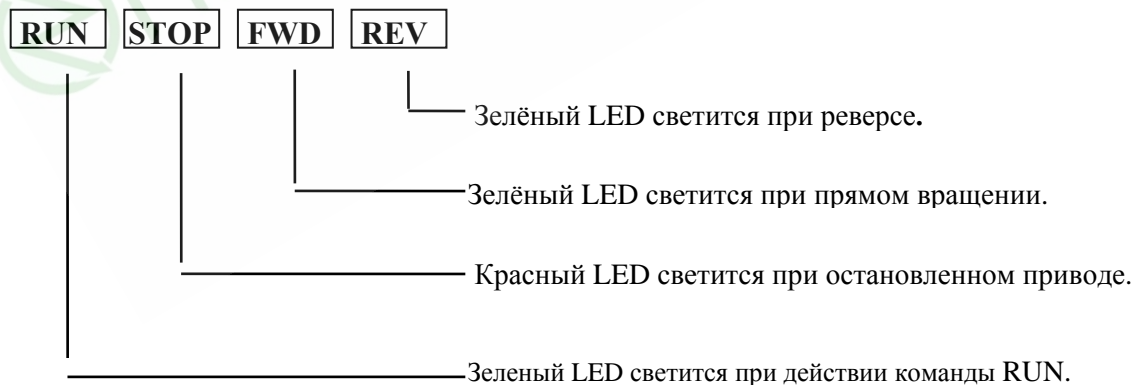 RUN STOP FWD REV
Зелёный LED светится при реверсе.
Зелёный LED светится при прямом вращении.
Красный LED светится при остановленном приводе.
Зеленый LED светится при действии команды RUN.